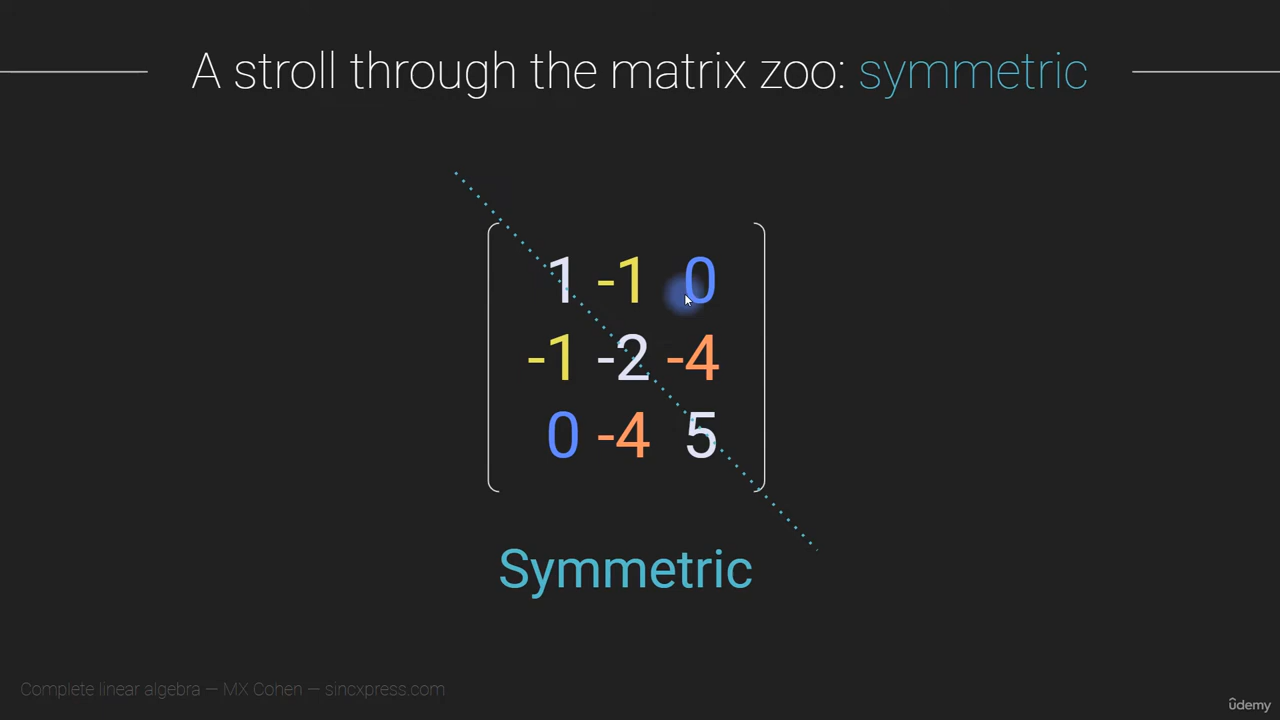 A stroll through the matrix zoo: symmetric
1 -1 0
-1 -2 -4
0 -4 5
Symmetric
Complete linear algebra — MX Cohen — sincxpress.com
ûdemy